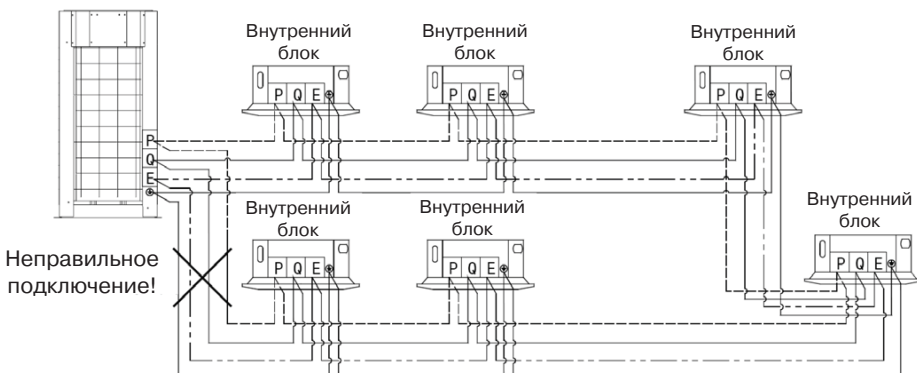 Внутренний
блок
P Q E
Внутренний
блок
P Q E
Внутренний
блок
P Q E
P
Q
E
Внутренний
блок
P Q E
Внутренний
блок
P Q E
Внутренний
блок
P Q E
Неправильное
подключение!